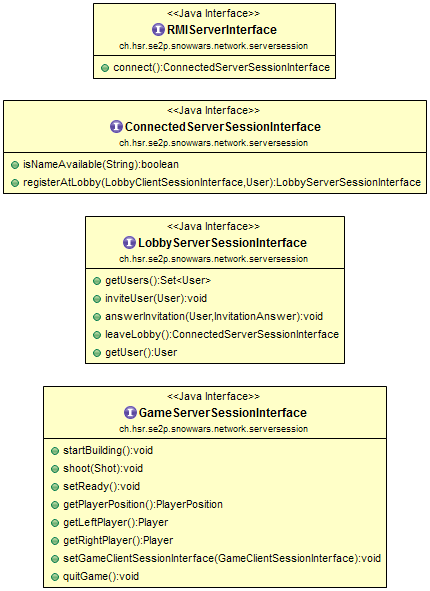 <<Java Interface>>
RMIServerInterface
ch.hsr.se2p.snowwars.network.serversession
connect():ConnectedServerSessionInterface
<<Java Interface>>
ConnectedServerSessionInterface
ch.hsr.se2p.snowwars.network.serversession
isNameAvailable(String):boolean
registerAtLobby(LobbyClientSessionInterface,User):LobbyServerSessionInterface
<<Java Interface>>
LobbyServerSessionInterface
ch.hsr.se2p.snowwars.network.serversession
getUsers():Set<User>
inviteUser(User):void
answerInvitation(User,InvitationAnswer):void
leaveLobby():ConnectedServerSessionInterface
getUser():User
<<Java Interface>>
GameServerSessionInterface
ch.hsr.se2p.snowwars.network.serversession
startBuilding():void
shoot(Shot):void
setReady():void
getPlayerPosition():PlayerPosition
getLeftPlayer():Player
getRightPlayer():Player
setGameClientSessionInterface(GameClientSessionInterface):void
quitGame():void